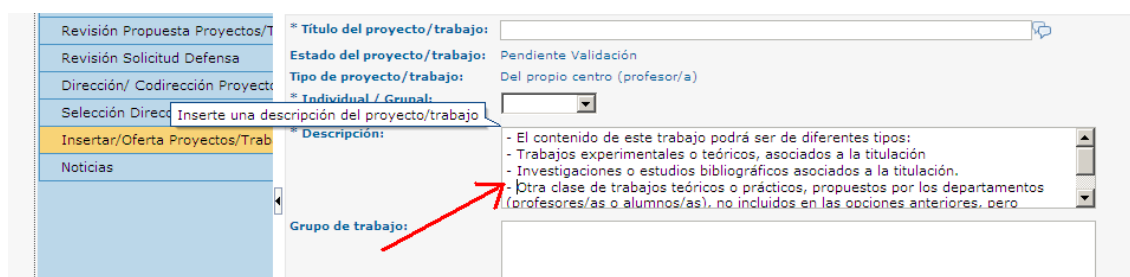 Revisión Propuesta Proyectos/T
Revisión Solicitud Defensa
Dirección/ Codirección Proyecto
Selección Direcc
Insertar/Oferta Proyectos/Trab
Noticias
* Título del proyecto/trabajo:
Estado del proyecto/trabajo: Pendiente Validación
Tipo de proyecto/trabajo: Del propio centro (profesor/a)
* Individual / Grupal:
Inserte una descripción del proyecto/trabajo
* Descripción:
- El contenido de este trabajo podrá ser de diferentes tipos:
- Trabajos experimentales o teóricos, asociados a la titulación
- Investigaciones o estudios bibliográficos asociados a la titulación.
- Otra clase de trabajos teóricos o prácticos, propuestos por los departamentos
(profesores/as o alumnos/as), no incluidos en las opciones anteriores, pero
Grupo de trabajo: